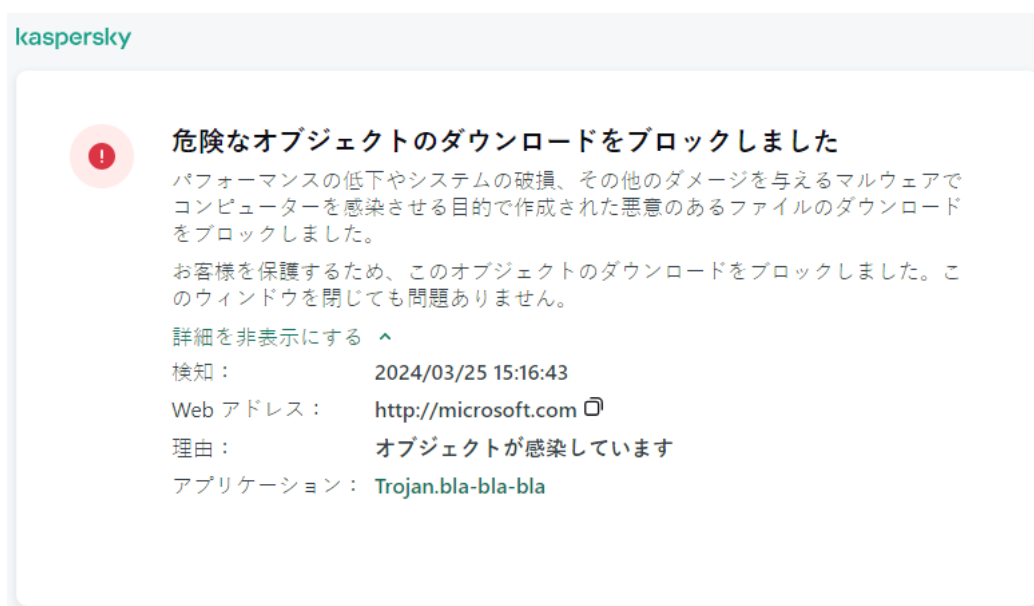 kaspersky
危険なオブジェクトのダウンロードをブロックしました
パフォーマンスの低下やシステムの破損、その他のダメージを与えるマルウェアで
コンピューターを感染させる目的で作成された悪意のあるファイルのダウンロード
をブロックしました。
お客様を保護するため、このオブジェクトのダウンロードをブロックしました。こ
のウィンドウを閉じても問題ありません。
詳細を非表示にする
検知： 2024/03/25 15:16:43
Web アドレス： http://microsoft.com
理由： オブジェクトが感染しています
アプリケーション： Trojan.bla-bla-bla